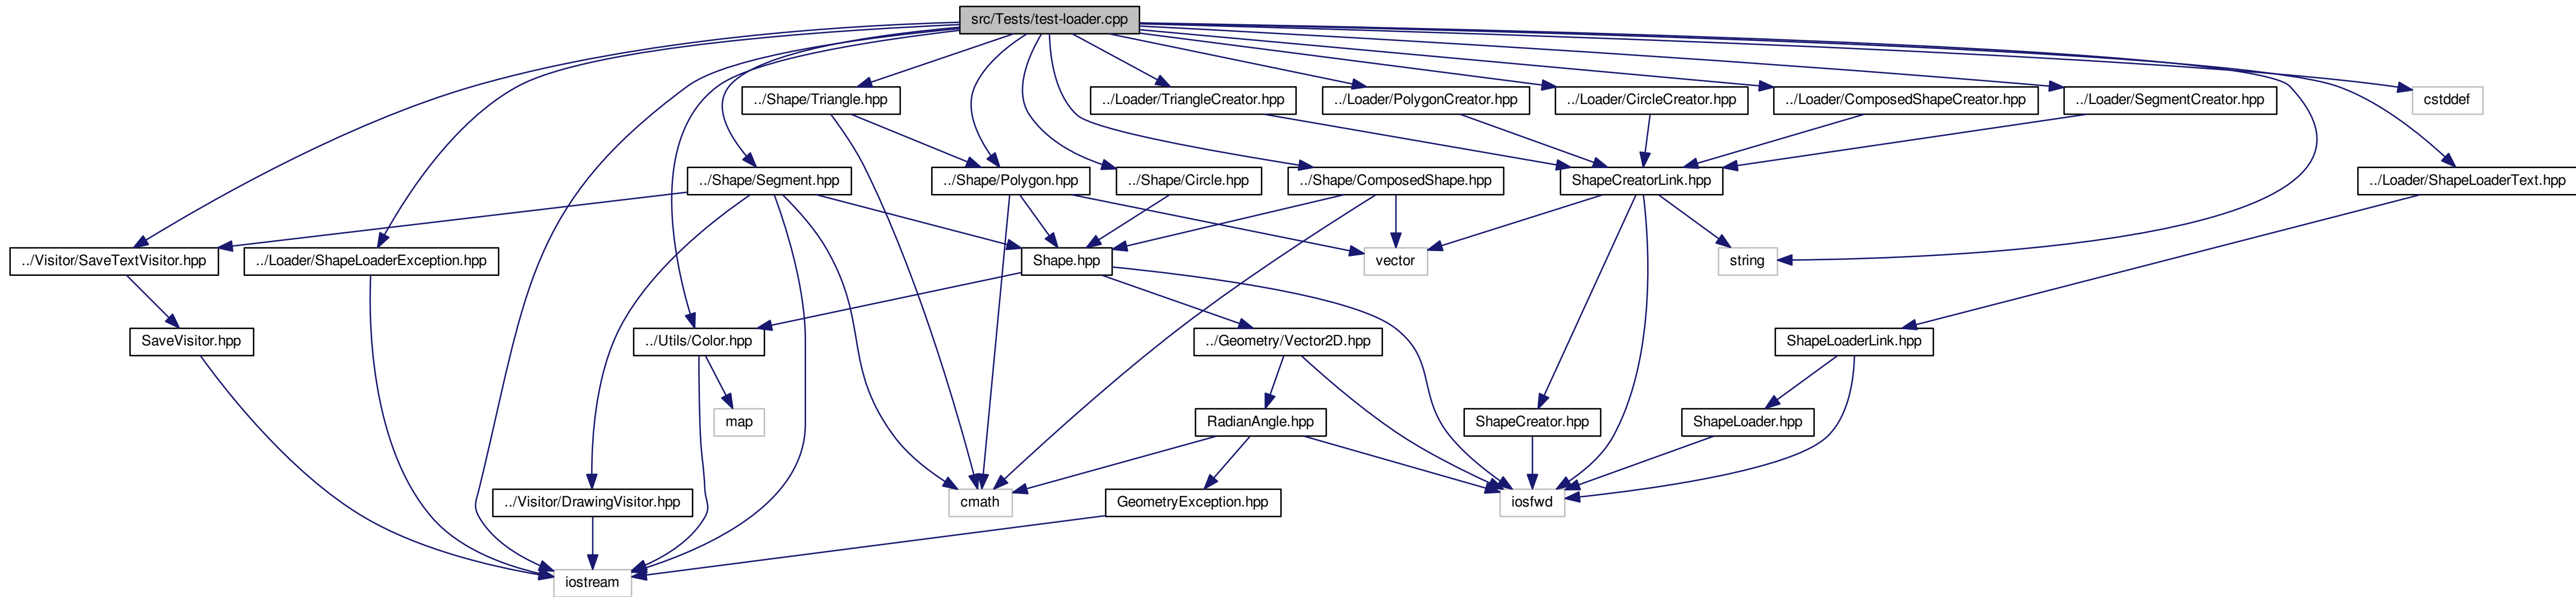 src/Tests/test-loader.cpp
../Shape/Triangle.hpp
../Loader/TriangleCreator.hpp
../Loader/PolygonCreator.hpp
../Loader/CircleCreator.hpp
../Loader/ComposedShapeCreator.hpp
../Loader/SegmentCreator.hpp
cstddef
../Shape/Segment.hpp
../Shape/Polygon.hpp
../Shape/Circle.hpp
../Shape/ComposedShape.hpp
ShapeCreatorLink.hpp
../Loader/ShapeLoaderText.hpp
../Visitor/SaveTextVisitor.hpp
../Loader/ShapeLoaderException.hpp
Shape.hpp
vector
string
SaveVisitor.hpp
../Utils/Color.hpp
../Geometry/Vector2D.hpp
ShapeLoaderLink.hpp
map
RadianAngle.hpp
ShapeCreator.hpp
ShapeLoader.hpp
../Visitor/DrawingVisitor.hpp
cmath
GeometryException.hpp
iosfwd
iostream